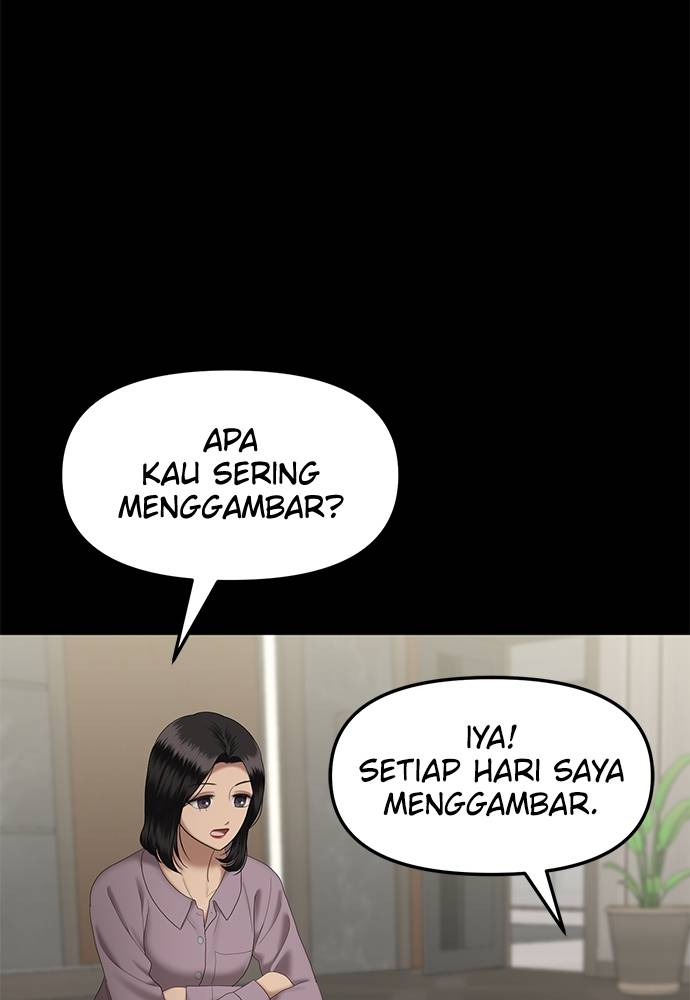 APA
KAU SERING
MENGGAMBAR?
IYA!
SETIAP HARI SAYA
MENGGAMBAR.